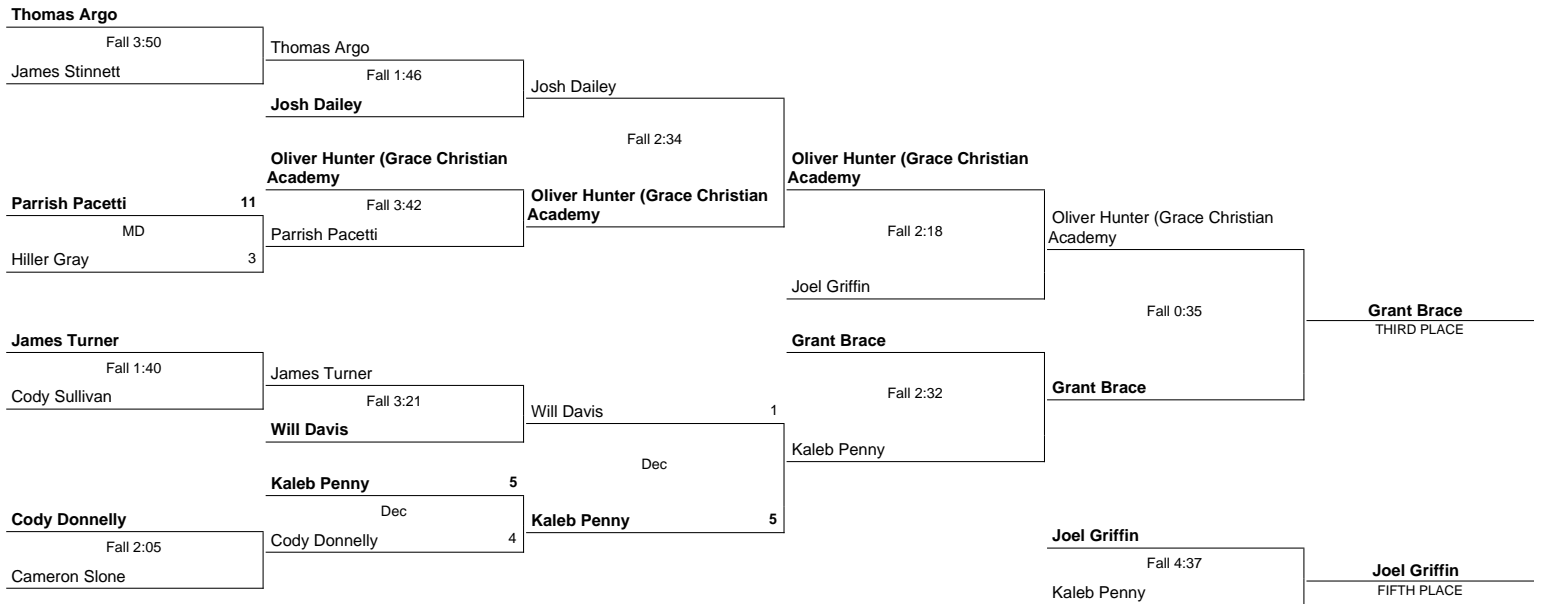 Thomas Argo
Fall 3:50
James Stinnett
Thomas Argo
Fall 1:46
Josh Dailey
Josh Dailey
Fall 2:34
Oliver Hunter (Grace Christian
Academy
Parrish Pacetti 11
MD
Hiller Gray 3
Fall 3:42
Parrish Pacetti
Oliver Hunter (Grace Christian
Academy
Oliver Hunter (Grace Christian
Academy
Fall 2:18
Joel Griffin
Oliver Hunter (Grace Christian
Academy
Fall 0:35
Grant Brace
THIRD PLACE
James Turner
Fall 1:40
Cody Sullivan
James Turner
Fall 3:21
Will Davis
Will Davis 1
Dec
Kaleb Penny 5
Grant Brace
Fall 2:32
Kaleb Penny
Grant Brace
Kaleb Penny 5
Dec
Cody Donnelly 4
Cody Donnelly
Fall 2:05
Cameron Slone
Joel Griffin
Fall 4:37
Kaleb Penny
Joel Griffin
FIFTH PLACE